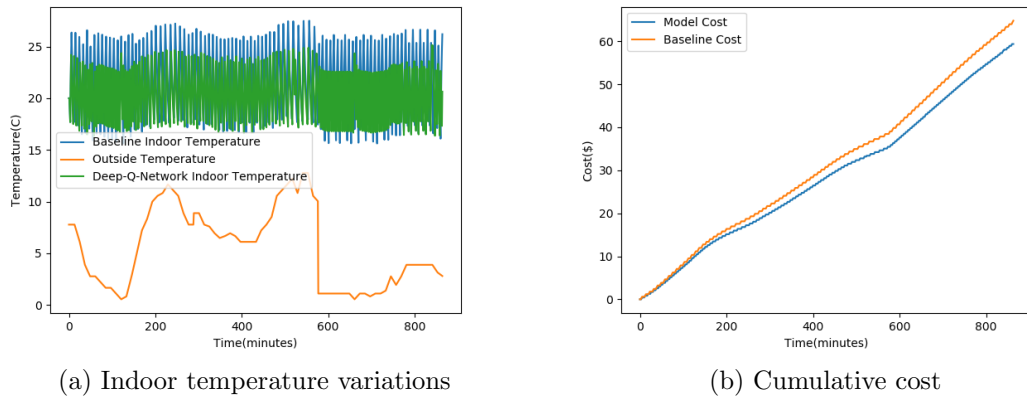 25
20
15
10
5
0
Temperature(C)
Baseline Indoor Temperature
Outside Temperature
Deep-Q-Network Indoor Temperature
0 200 400 600 800
Time(minutes)
(a) Indoor temperature variations
60
50
40
30
20
10
0
Cost($)
Model Cost
Baseline Cost
0 200 400 600 800
Time(minutes)
(b) Cumulative cost